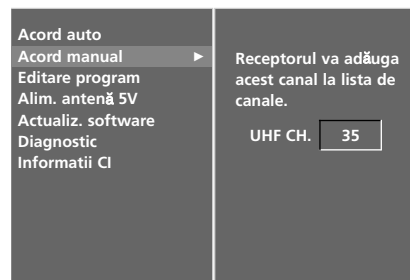 Acord auto
Acord manual ►
Editare program
Alim. antenă 5V
Actualiz. software
Diagnostic
Informatii CI
Receptorul va adăuga
acest canal la lista de
canale.
UHF CH. 35